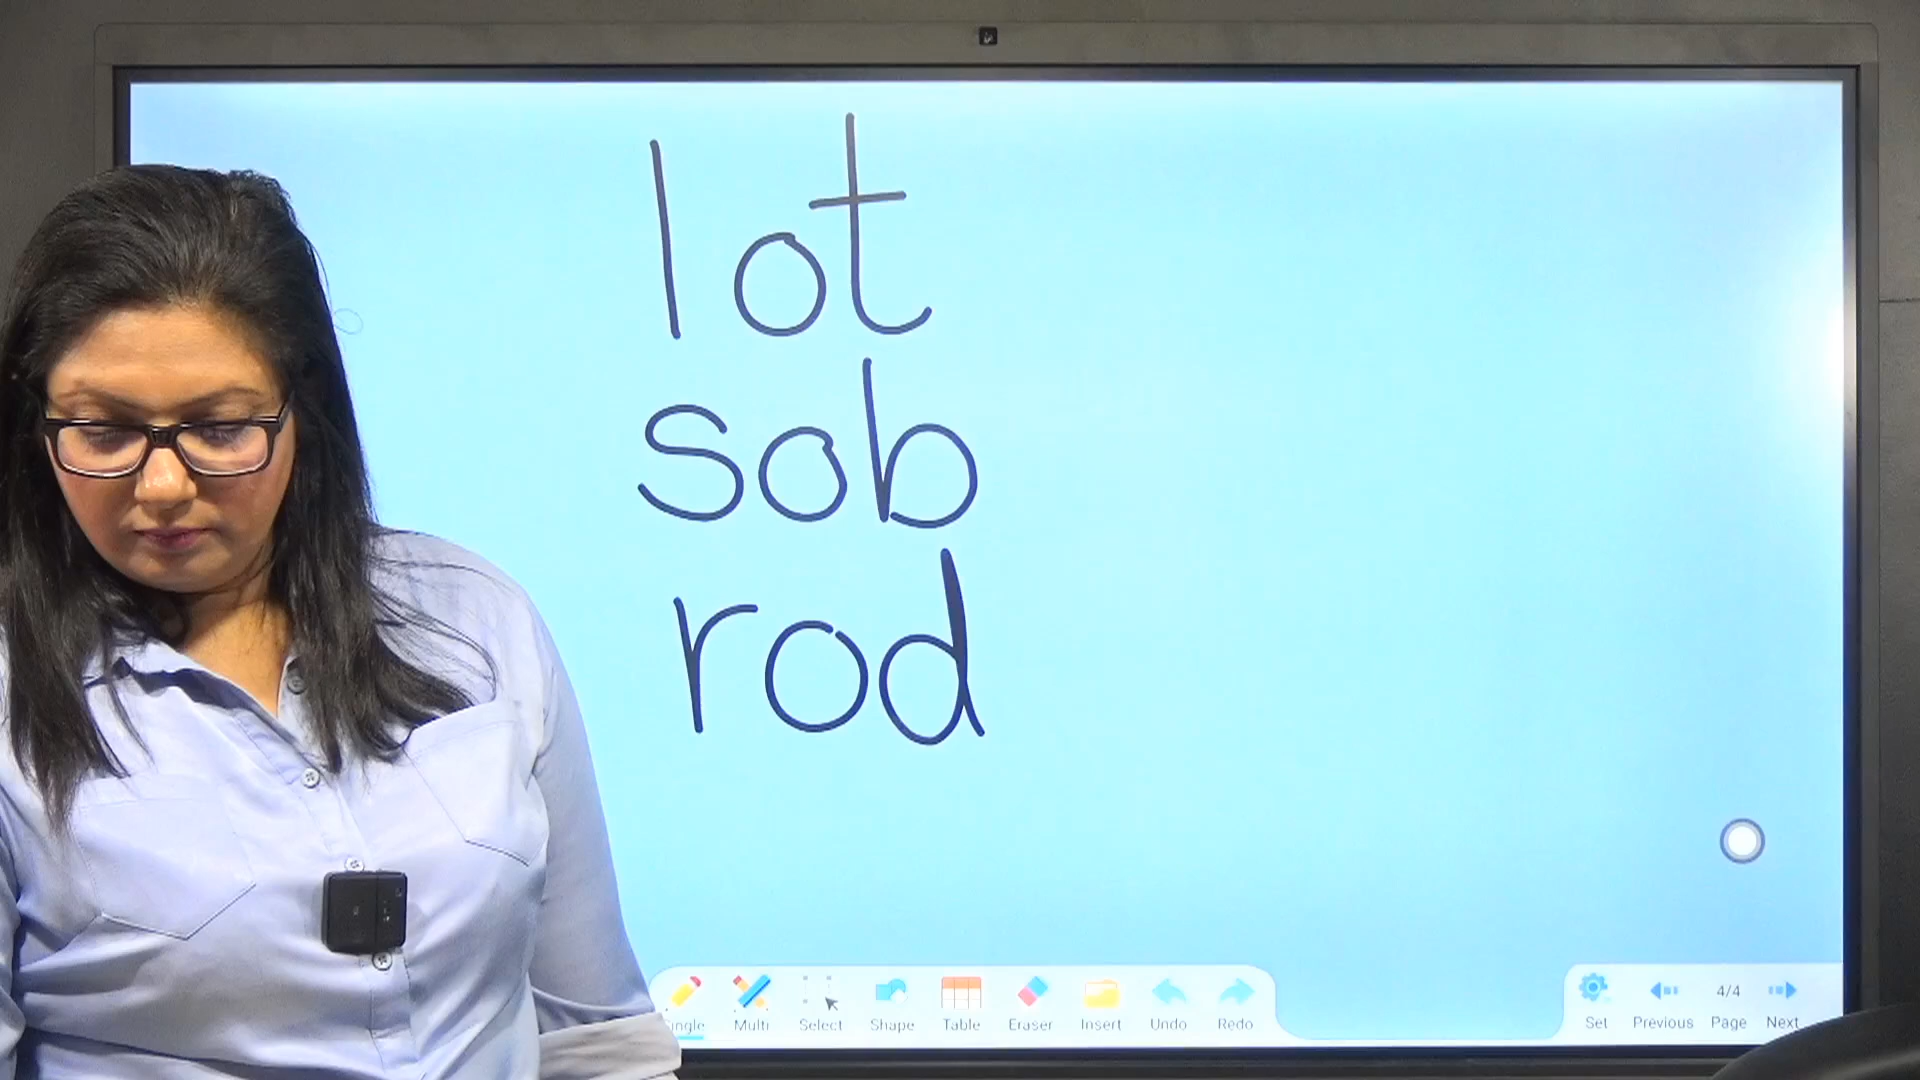 lot
sob
rod
Single Multi Select Shape Table Eraser Insert Undo Redo
4/4
Set Previous Page Next